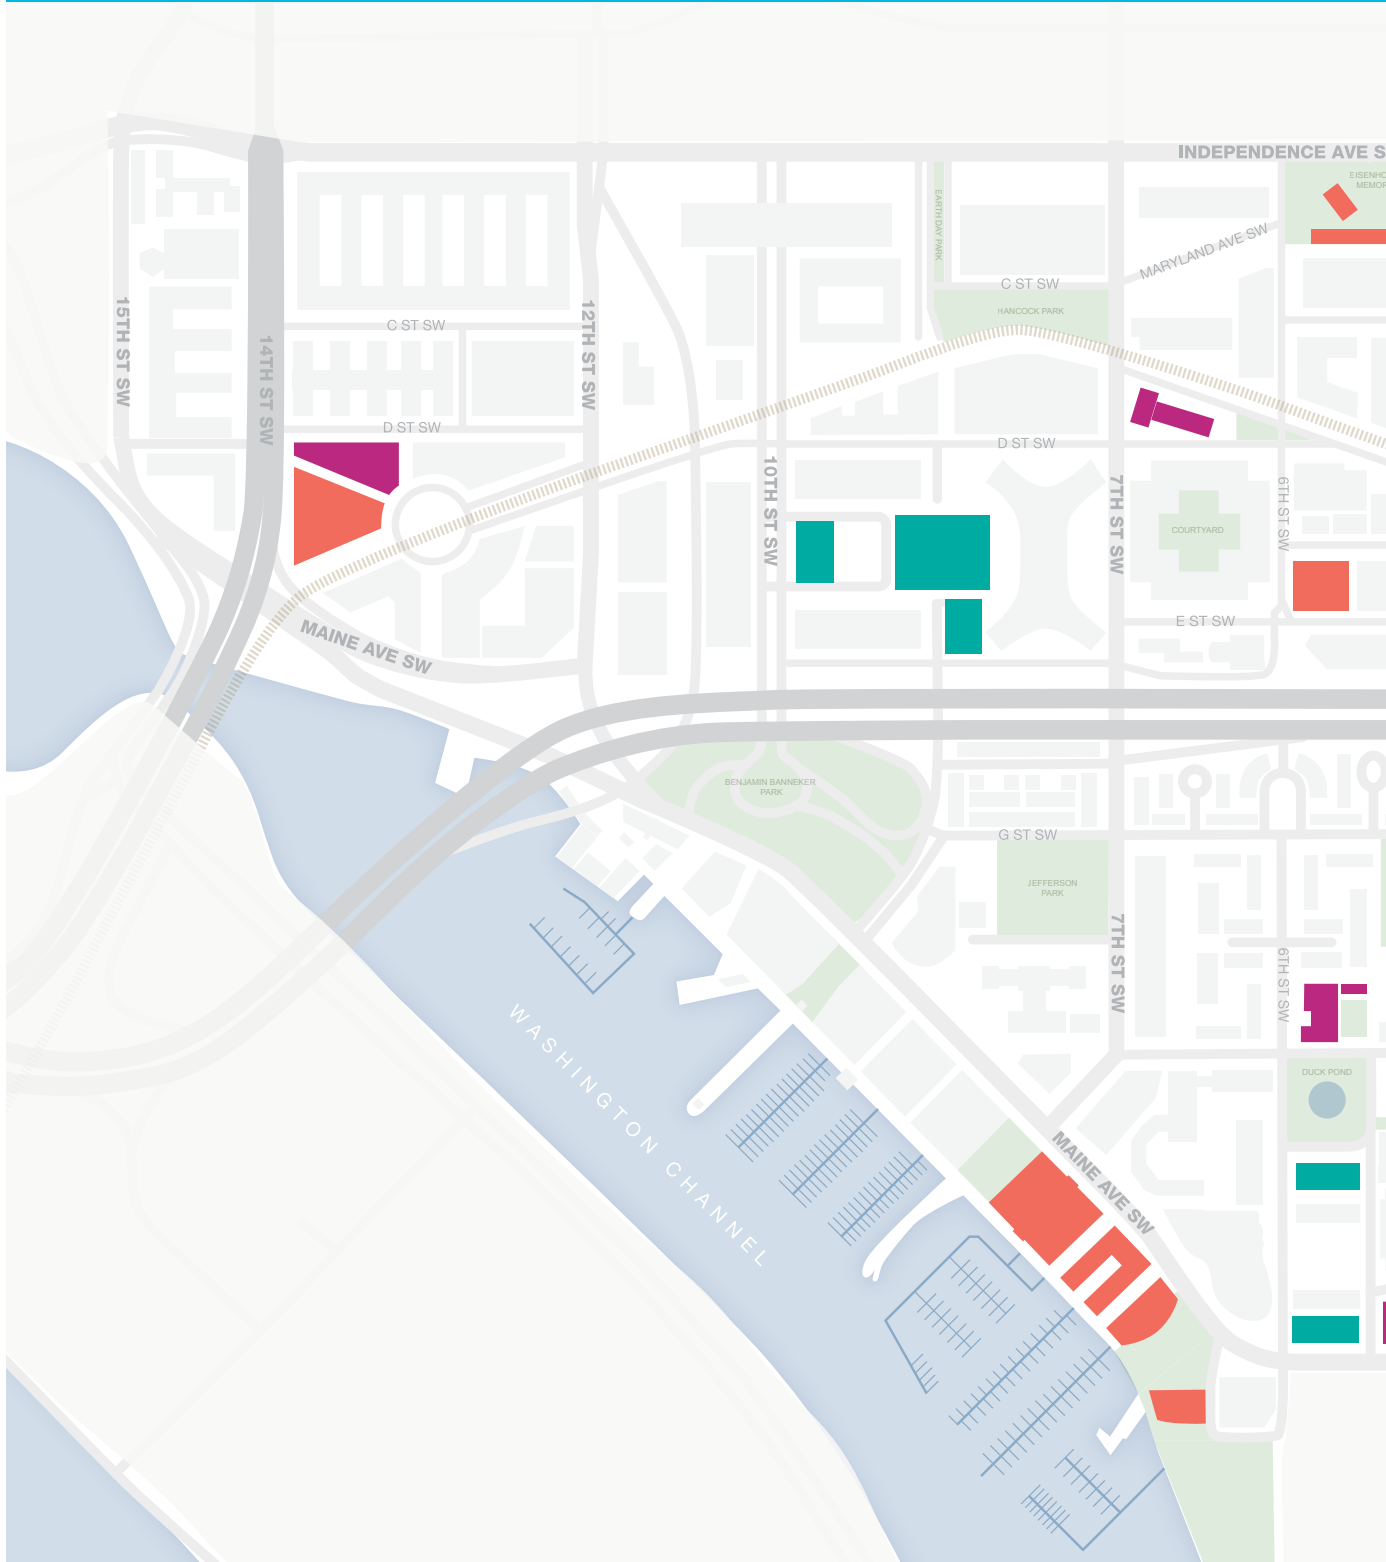 INDEPENDENCE AVE S
EISENHO
MEMOR
EARTH DAY PARK
MARYLAND AVE SW
C ST SW
HANCOCK PARK
15TH ST SW
14TH ST SW
12TH ST SW
C ST SW
D ST SW
D ST SW
10TH ST SW
7TH ST SW
6TH ST SW
COURTYARD
E ST SW
MAINE AVE SW
BENJAMIN BANNEKER
PARK
G ST SW
JEFFERSON
PARK
7TH ST SW
6TH ST SW
WASHINGTON CHANNEL
DUCK POND
MAINE AVE SW